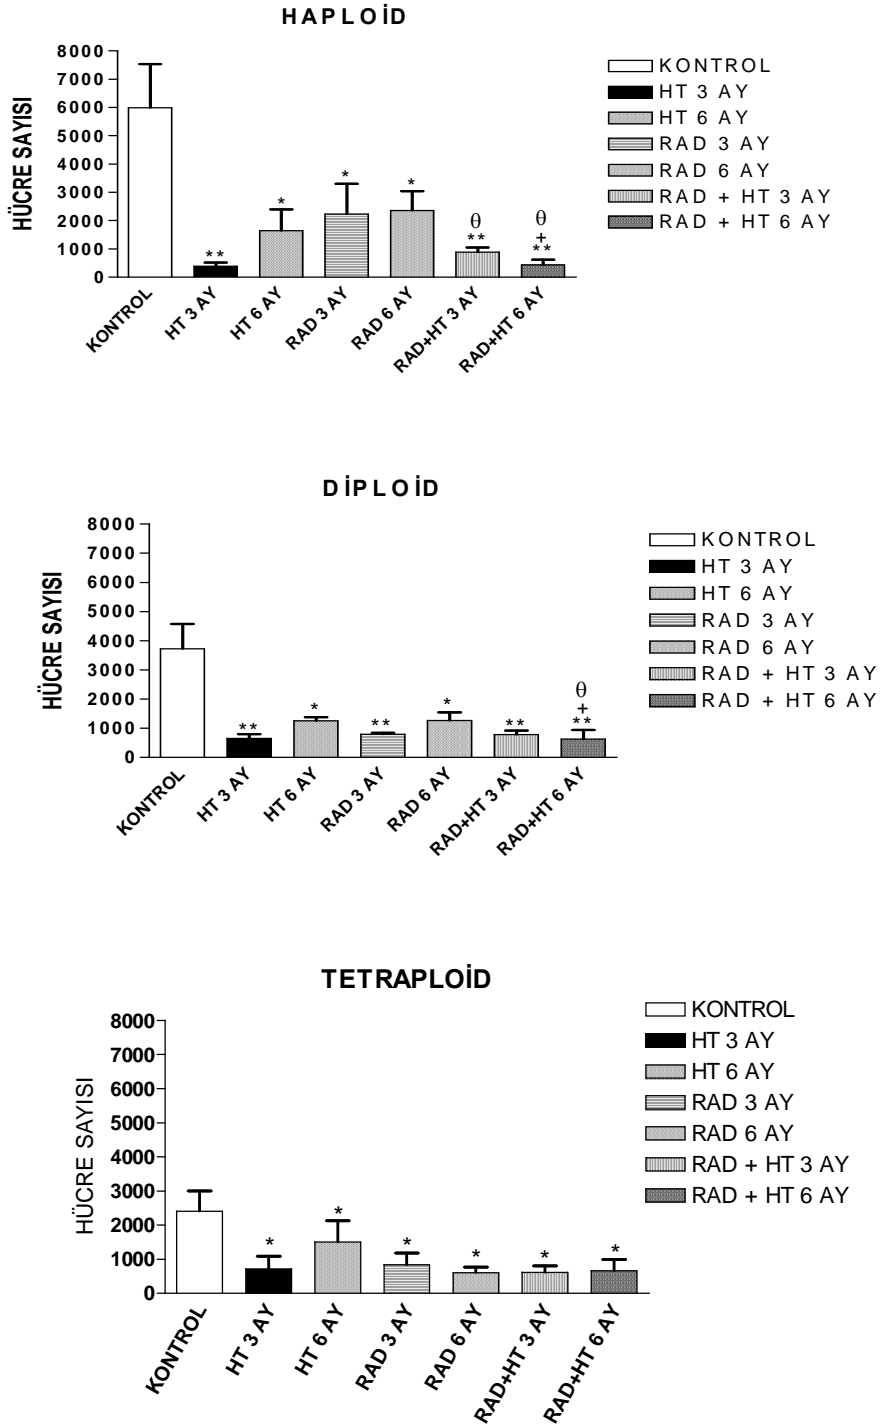 HAPLOİD
HÜCRE SAYISI
8000
7000
6000
5000
4000
3000
2000
1000
0
** * * * θ ** θ + **
KONTROL
HT 3 AY
HT 6 AY
RAD 3 AY
RAD 6 AY
RAD+HT 3 AY
RAD+HT 6 AY
KONTROL
HT 3 AY
HT 6 AY
RAD 3 AY
RAD 6 AY
RAD + HT 3 AY
RAD + HT 6 AY
DİPLOİD
HÜCRE SAYISI
8000
7000
6000
5000
4000
3000
2000
1000
0
** * ** * ** θ + **
KONTROL
HT 3 AY
HT 6 AY
RAD 3 AY
RAD 6 AY
RAD+HT 3 AY
RAD+HT 6 AY
KONTROL
HT 3 AY
HT 6 AY
RAD 3 AY
RAD 6 AY
RAD + HT 3 AY
RAD + HT 6 AY
TETRAPLOİD
HÜCRE SAYISI
8000
7000
6000
5000
4000
3000
2000
1000
0
* * * * * *
KONTROL
HT 3 AY
HT 6 AY
RAD 3 AY
RAD 6 AY
RAD+HT 3 AY
RAD+HT 6 AY
KONTROL
HT 3 AY
HT 6 AY
RAD 3 AY
RAD 6 AY
RAD + HT 3 AY
RAD + HT 6 AY